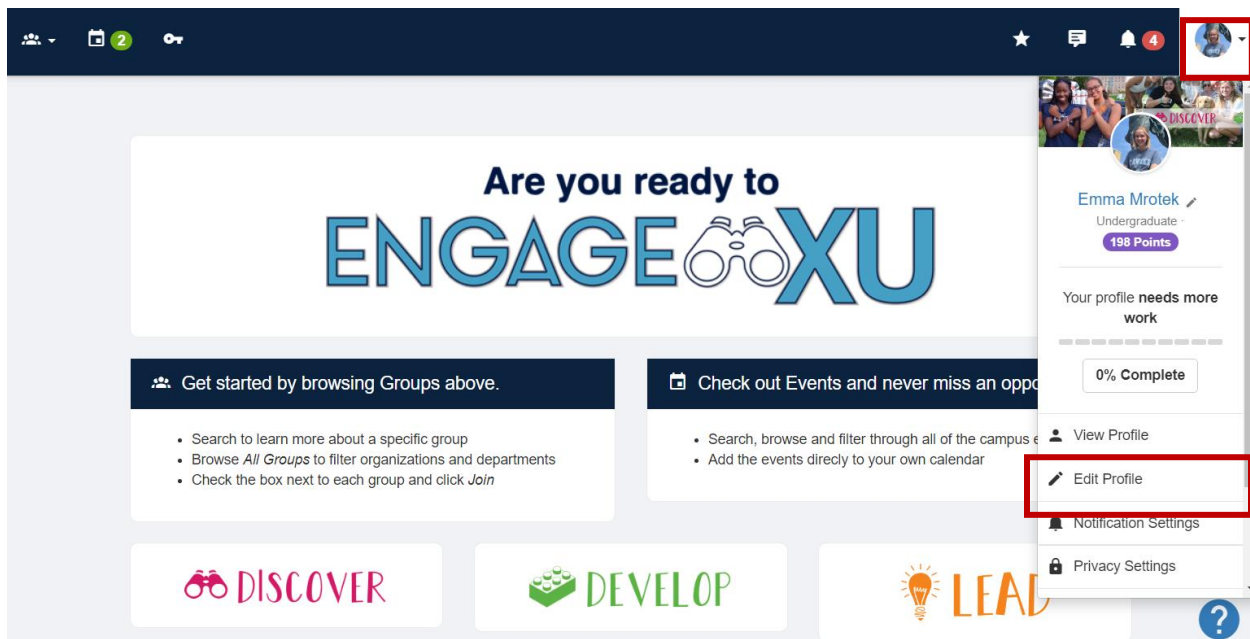 2
4
DISCOVER
Emma Mrotek
Undergraduate ·
198 Points
Your profile needs more
work
0% Complete
View Profile
Edit Profile
Notification Settings
Privacy Settings
Are you ready to
ENGAGE XU
Get started by browsing Groups above.
Search to learn more about a specific group
Browse All Groups to filter organizations and departments
Check the box next to each group and click Join
Check out Events and never miss an oppo
Search, browse and filter through all of the campus e
Add the events direcly to your own calendar
DISCOVER
DEVELOP
LEAD
?